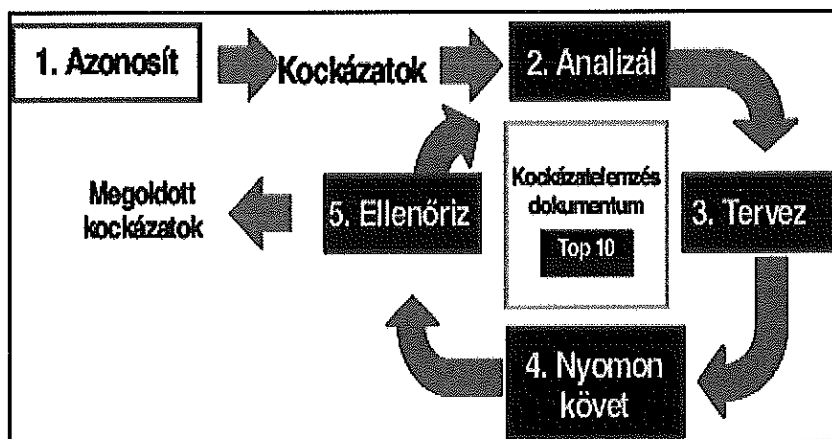 1. Azonosít
Kockázatok
2. Analizál
Megoldott
kockázatok
5. Ellenőriz
Kockázatelemzés
dokumentum
Top 10
3. Tervez
4. Nyomon
követ